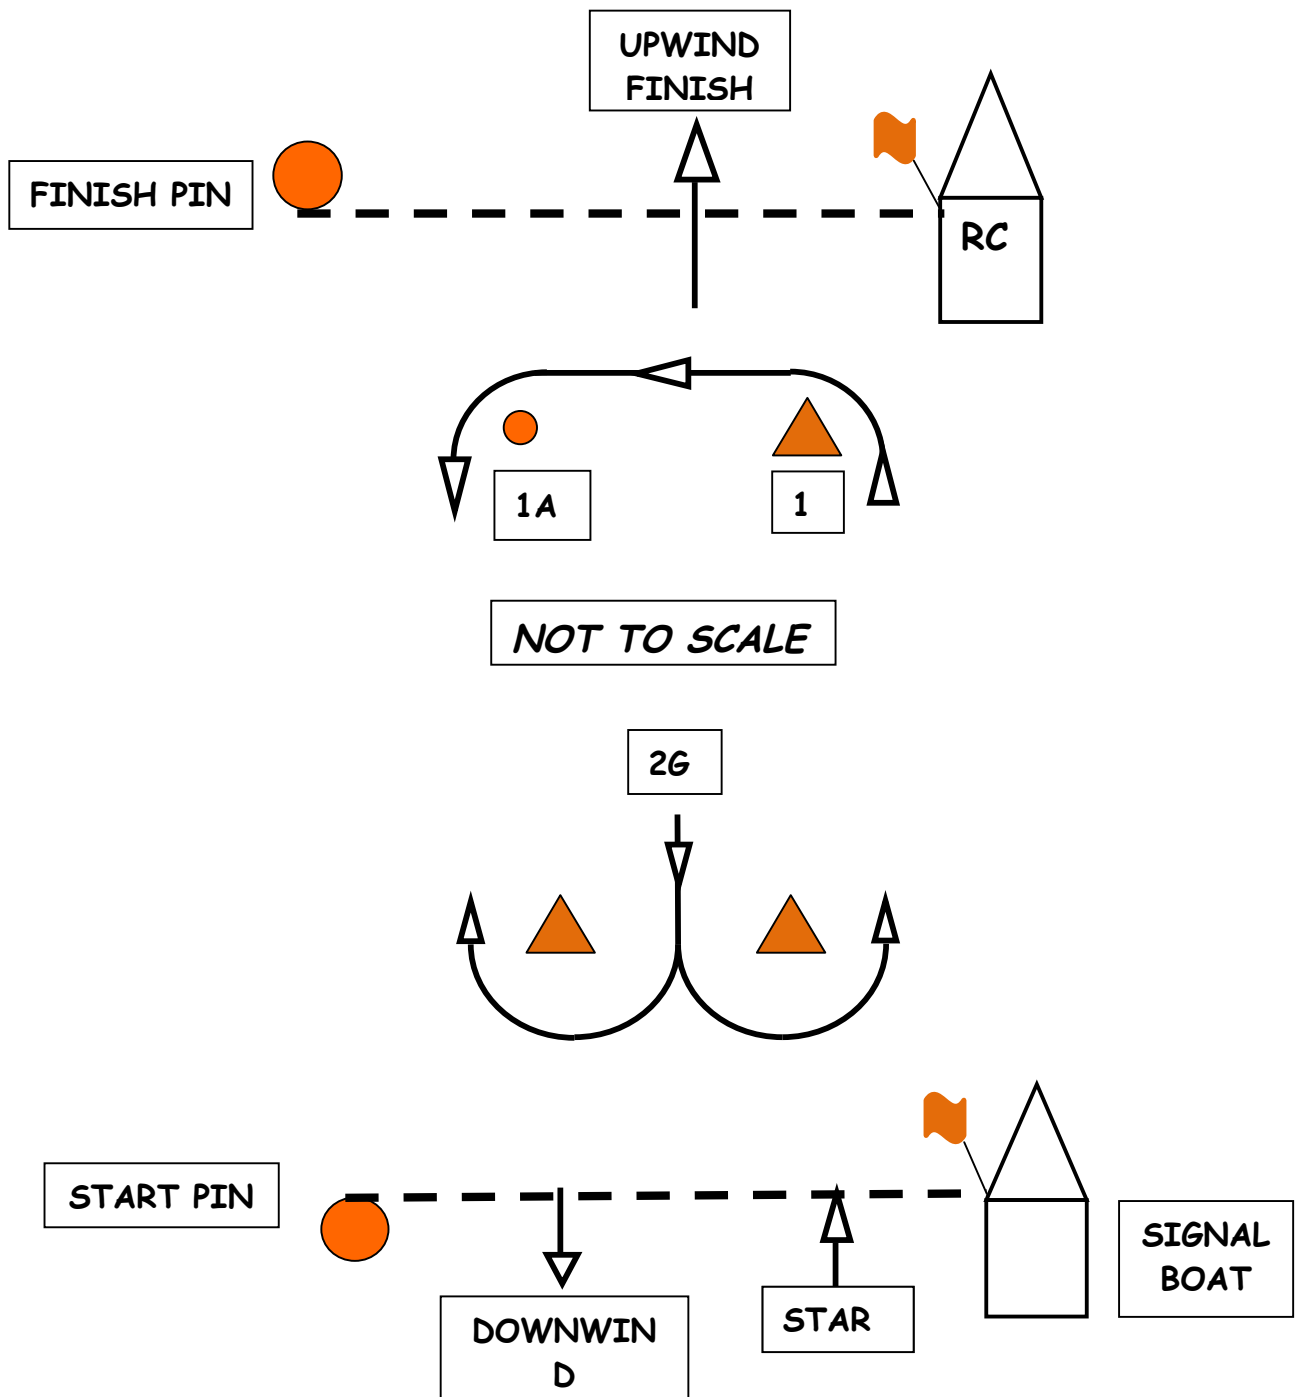 UPWIND
FINISH
FINISH PIN
RC
1A
1
NOT TO SCALE
2G
START PIN
SIGNAL
BOAT
STAR
DOWNWIN
D